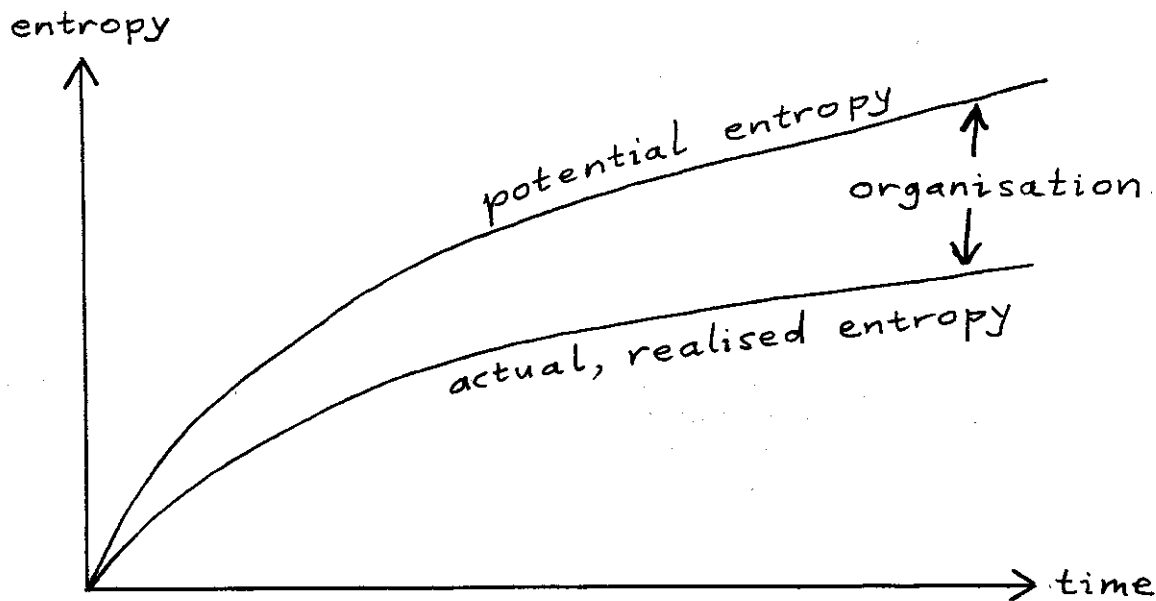 entropy
potential entropy
organisation
actual, realised entropy
time